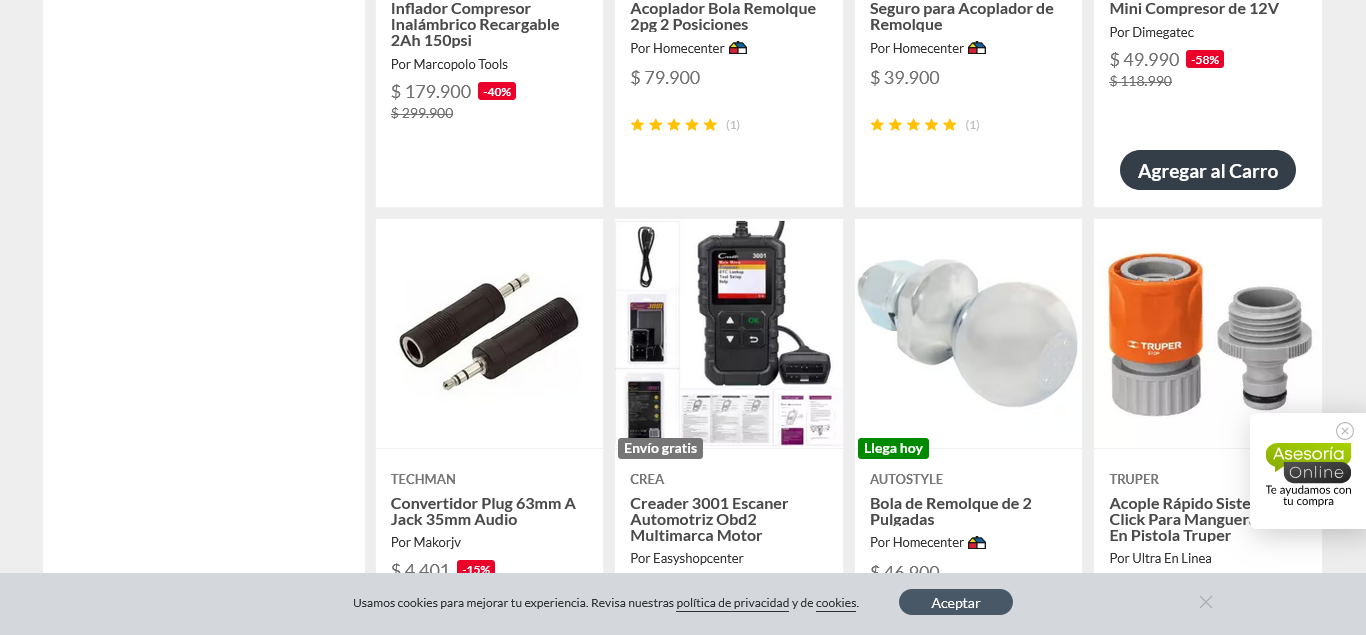 Inflador Compresor
Inalámbrico Recargable
2Ah 150psi
Por Marcopolo Tools
$ 179.900 -40%
$ 299.900
Acoplador Bola Remolque
2pg 2 Posiciones
Por Homecenter
$ 79.900
(1)
Seguro para Acoplador de
Remolque
Por Homecenter
$ 39.900
(1)
Mini Compresor de 12V
Por Dimegatec
$ 49.990 -58%
$ 118.990
Agregar al Carro
TECHMAN
Convertidor Plug 63mm A
Jack 35mm Audio
Por Makorjv
$ 4.401 -15%
3001
Envío gratis
CREA
Creader 3001 Escaner
Automotriz Obd2
Multimarca Motor
Por Easyshopcenter
Llega hoy
AUTOSTYLE
Bola de Remolque de 2
Pulgadas
Por Homecenter
$ 46.900
TRUPER
STOP
TRUPER
Acople Rápido Siste
Click Para Manguer
En Pistola Truper
Por Ultra En Linea
Asesoría
Online
Te ayudamos con
tu compra
Usamos cookies para mejorar tu experiencia. Revisa nuestras política de privacidad y de cookies.
Aceptar